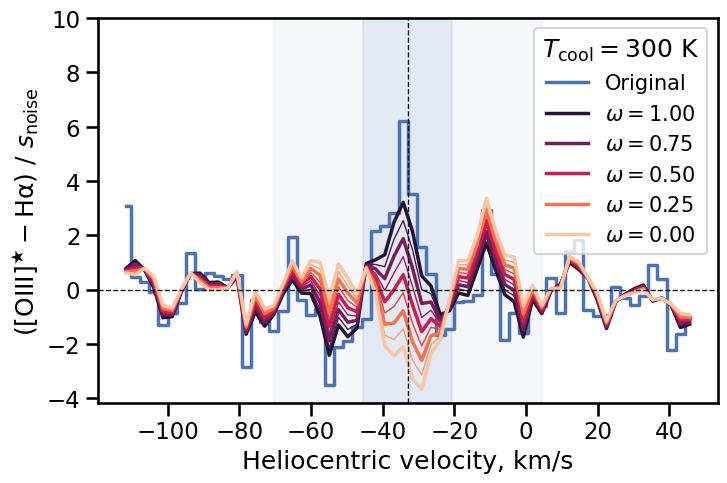 ([OIII]★ − Hα) / s_noise
10
8
6
4
2
0
−2
−4
T_cool = 300 K
Original
ω = 1.00
ω = 0.75
ω = 0.50
ω = 0.25
ω = 0.00
−100 −80 −60 −40 −20 0 20 40
Heliocentric velocity, km/s